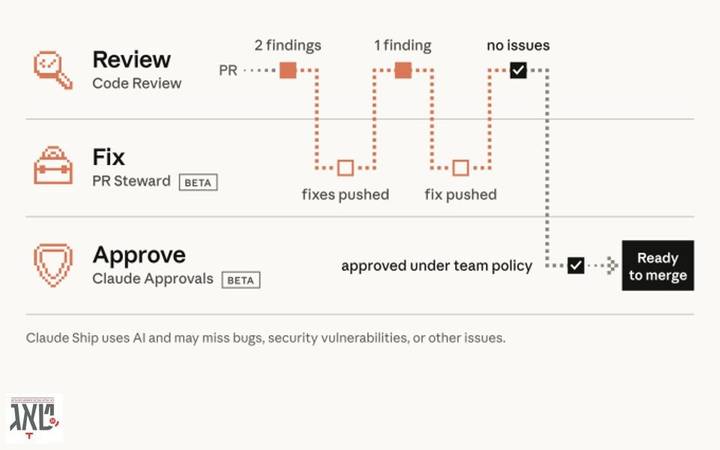 Review
Code Review
PR
2 findings
1 finding
no issues
Fix
PR Steward BETA
fixes pushed
fix pushed
Approve
Claude Approvals BETA
approved under team policy
Ready
to merge
Claude Ship uses AI and may miss bugs, security vulnerabilities, or other issues.